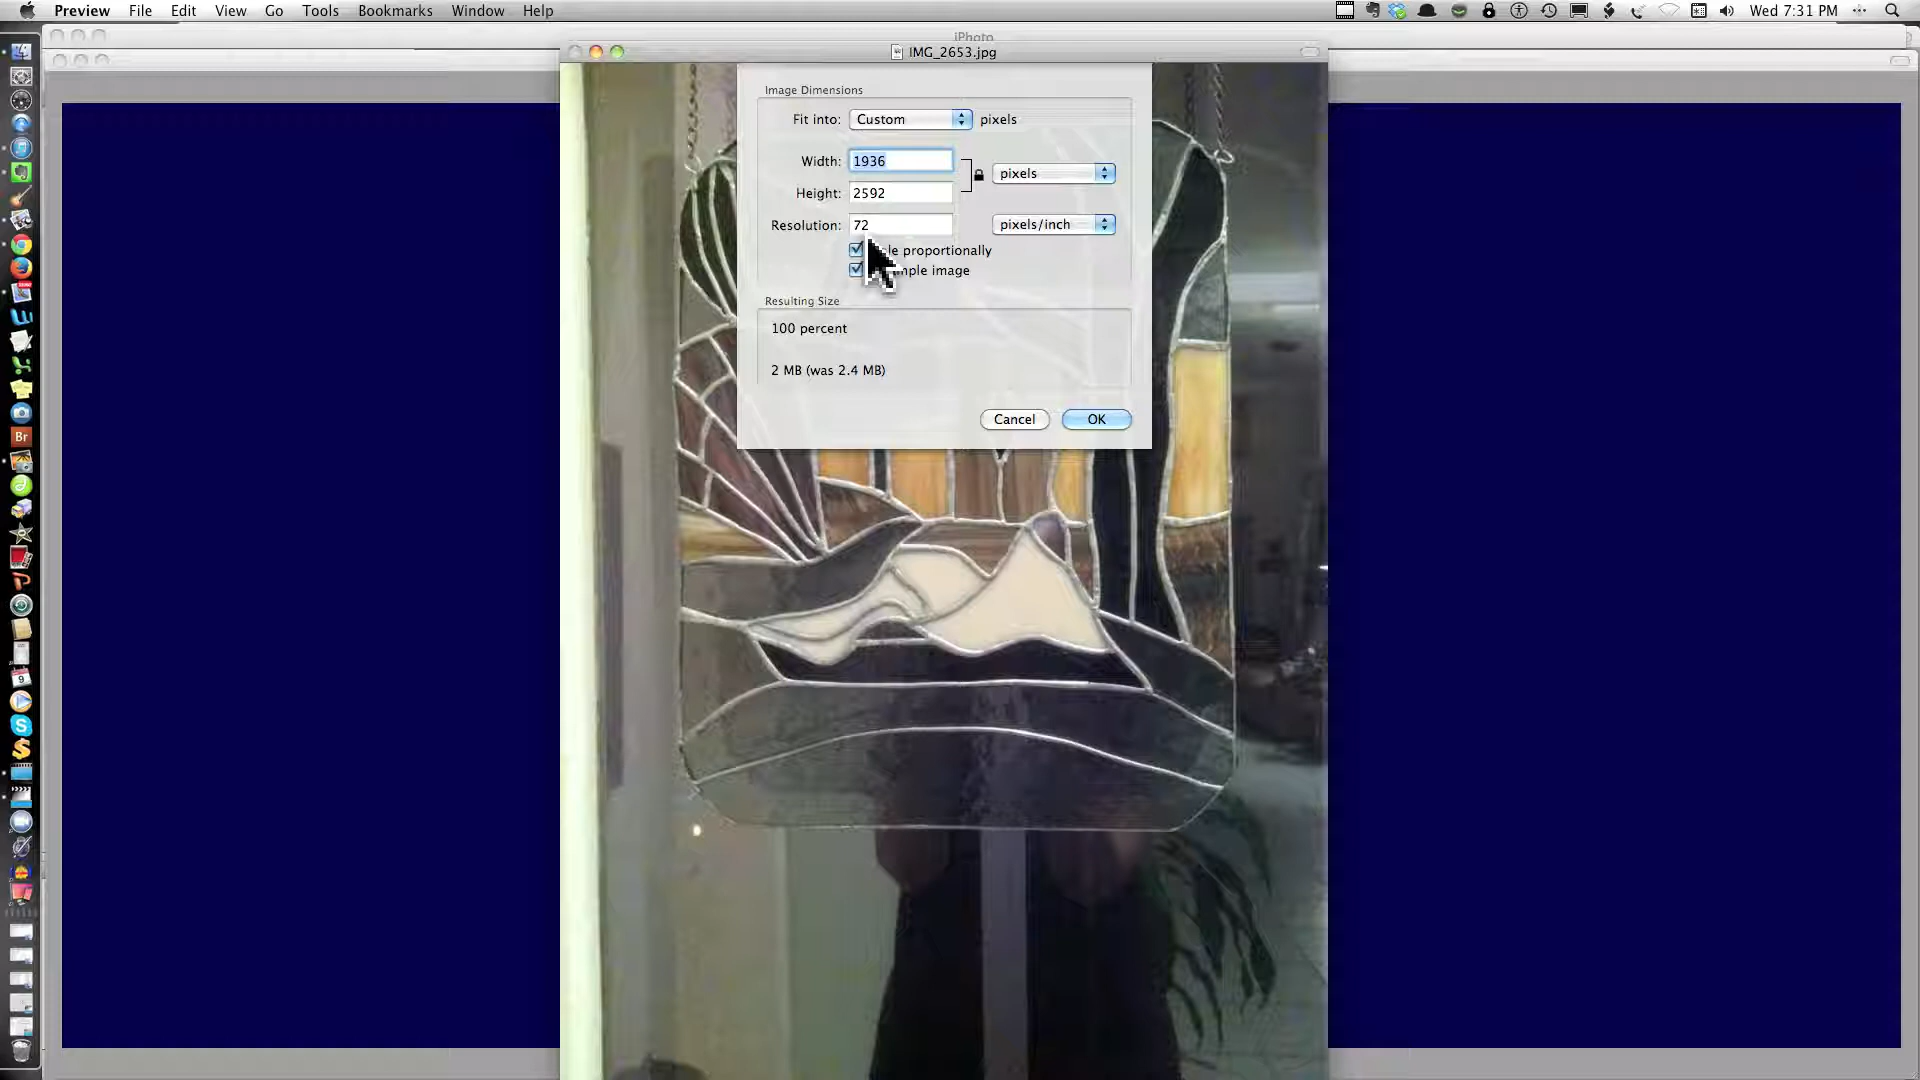 Preview File Edit View Go Tools Bookmarks Window Help Wed 7:31 PM
iPhoto
IMG_2653.jpg
Image Dimensions
Fit into: Custom pixels
Width: 1936
pixels
Height: 2592
Resolution: 72 pixels/inch
proportionally
image
Resulting Size
100 percent
2 MB (was 2.4 MB)
Cancel OK
Br
9